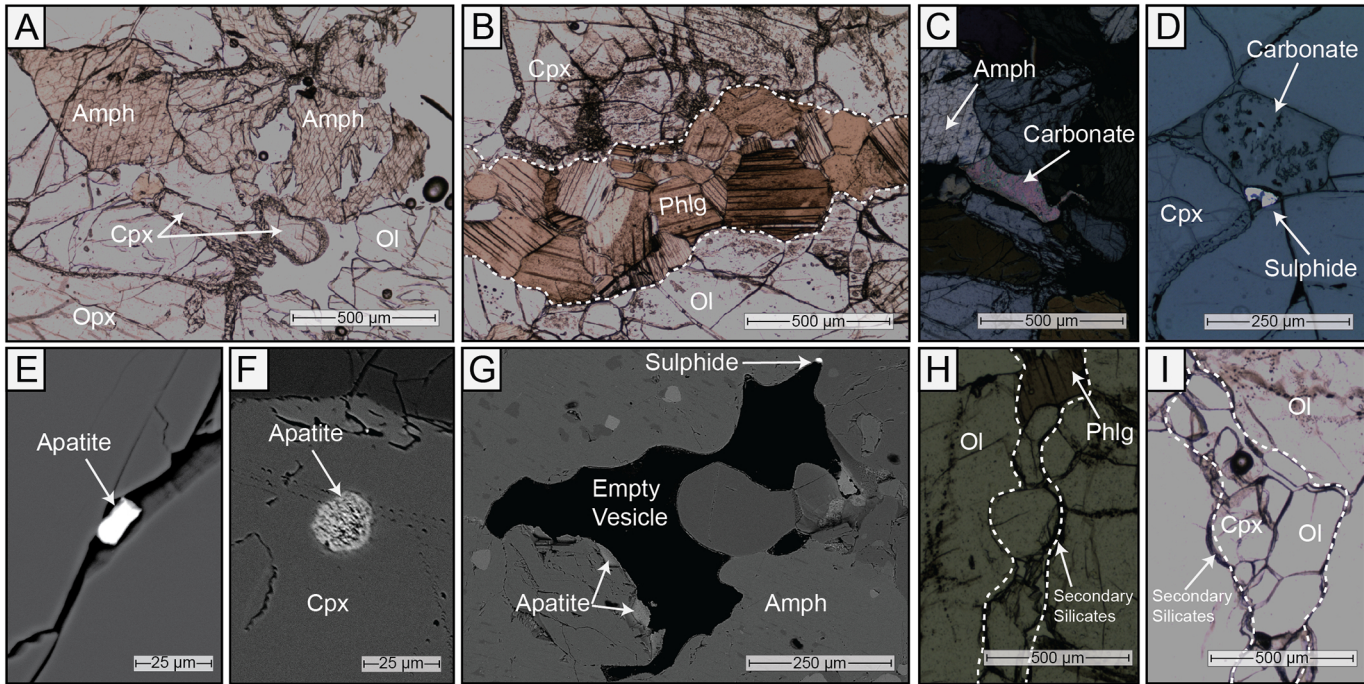 A
Amph
Amph
Cpx
Ol
Opx
500 µm
B
Cpx
Phlg
Ol
500 µm
C
Amph
Carbonate
500 µm
D
Carbonate
Cpx
Sulphide
250 µm
E
Apatite
25 µm
F
Apatite
Cpx
25 µm
G
Sulphide
Empty
Vesicle
Apatite
Amph
250 µm
H
Ol
Phlg
Secondary
Silicates
500 µm
I
Ol
Cpx
Ol
Secondary
Silicates
500 µm